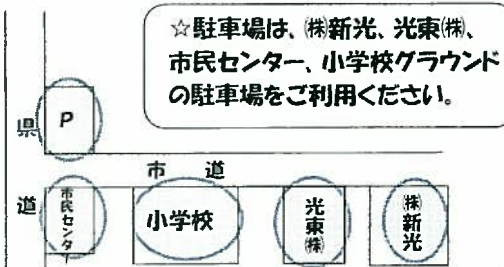 ☆駐車場は、㈱新光、光東㈱、
市民センター、小学校グラウンド
の駐車場をご利用ください。
県道
P
市道
市民センター
小学校
光東㈱
㈱新光